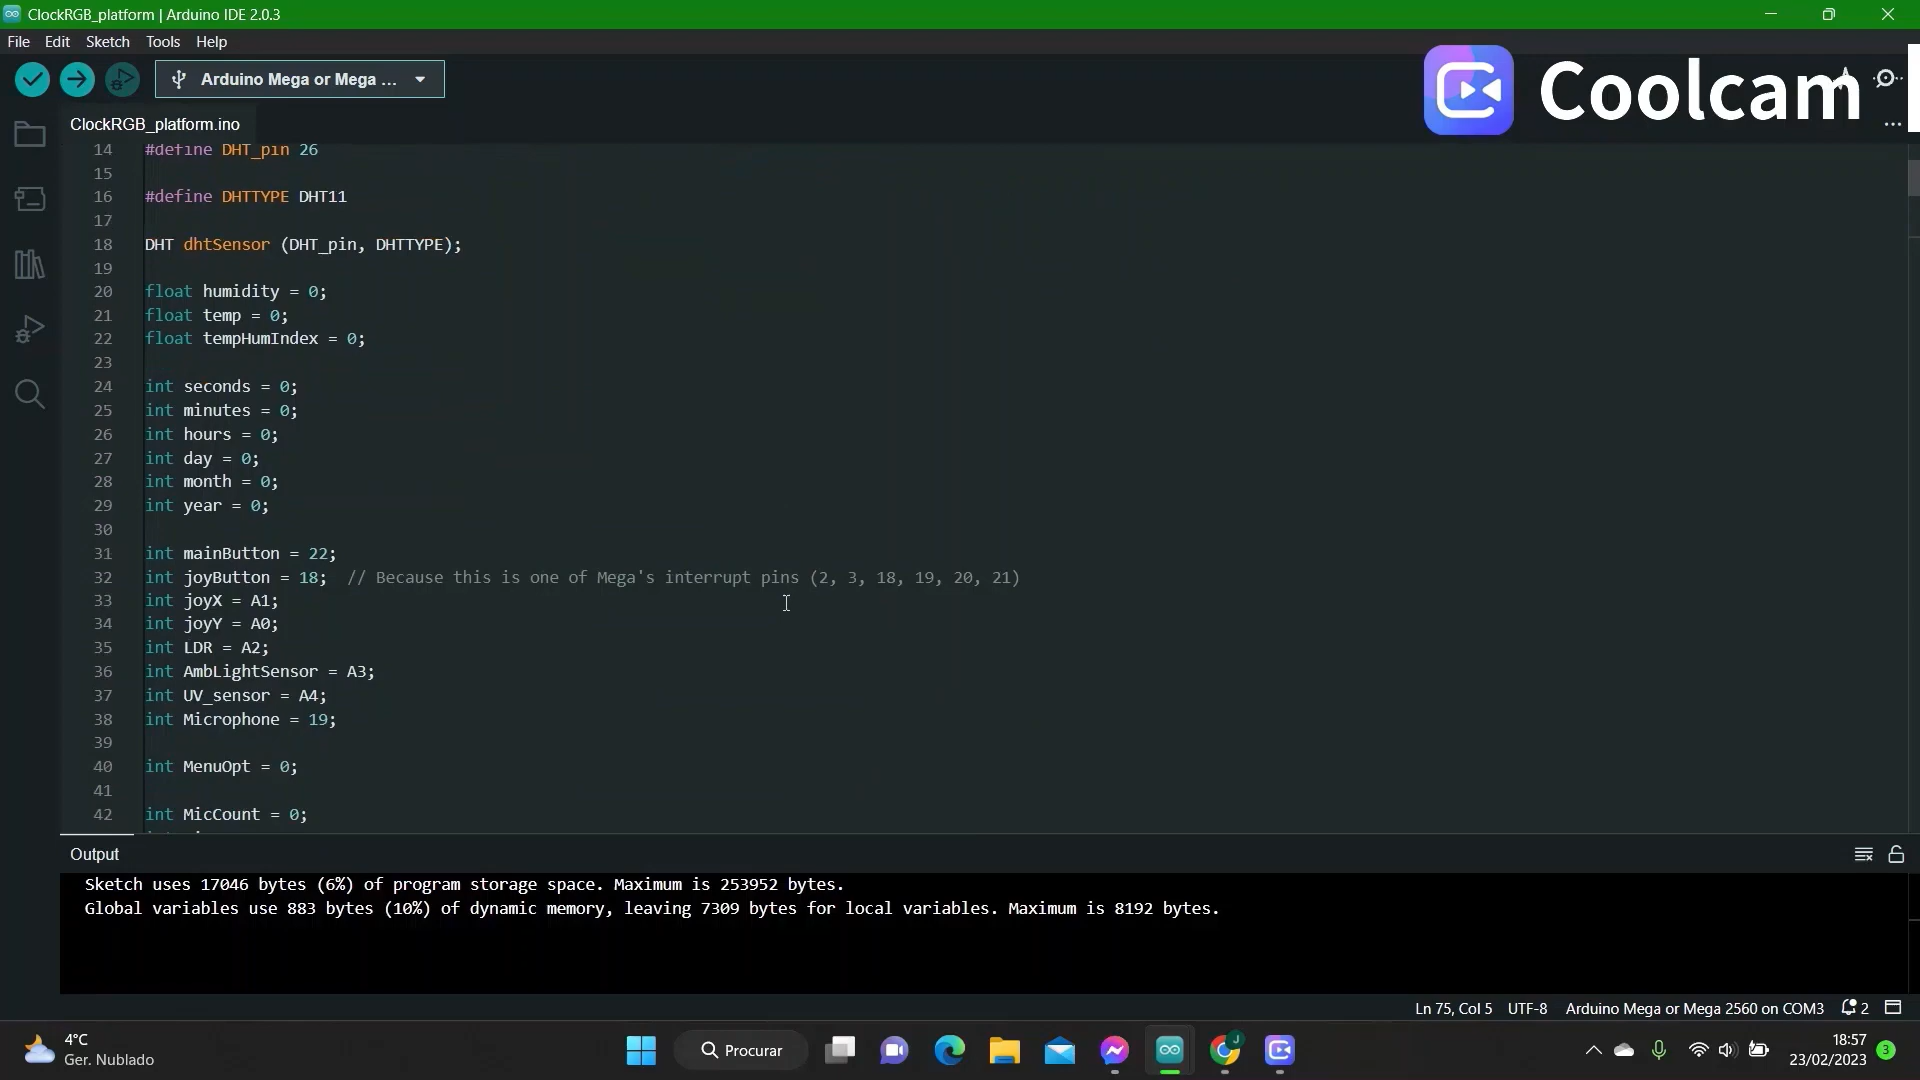 ClockRGB_platform | Arduino IDE 2.0.3
File Edit Sketch Tools Help
Arduino Mega or Mega ...
Coolcam
ClockRGB_platform.ino
14 #define DHT_pin 26
15
16 #define DHTTYPE DHT11
17
18 DHT dhtSensor (DHT_pin, DHTTYPE);
19
20 float humidity = 0;
21 float temp = 0;
22 float tempHumIndex = 0;
23
24 int seconds = 0;
25 int minutes = 0;
26 int hours = 0;
27 int day = 0;
28 int month = 0;
29 int year = 0;
30
31 int mainButton = 22;
32 int joyButton = 18; // Because this is one of Mega's interrupt pins (2, 3, 18, 19, 20, 21)
33 int joyX = A1;
34 int joyY = A0;
35 int LDR = A2;
36 int AmbLightSensor = A3;
37 int UV_sensor = A4;
38 int Microphone = 19;
39
40 int MenuOpt = 0;
41
42 int MicCount = 0;
Output
Sketch uses 17046 bytes (6%) of program storage space. Maximum is 253952 bytes.
Global variables use 883 bytes (10%) of dynamic memory, leaving 7309 bytes for local variables. Maximum is 8192 bytes.
Ln 75, Col 5 UTF-8 Arduino Mega or Mega 2560 on COM3 2
4°C
Ger. Nublado
Procurar
J
18:57
23/02/2023
3